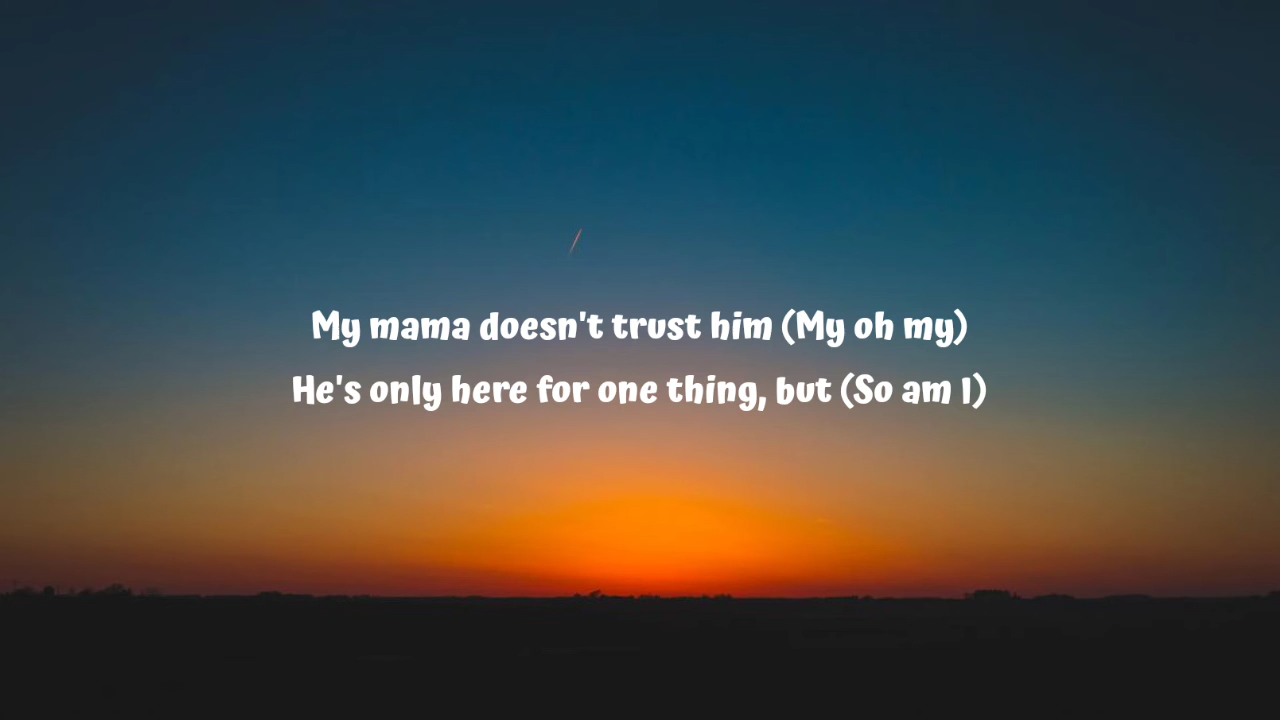 My mama doesn't trust him (My oh my)
He's only here for one thing, but (So am I)